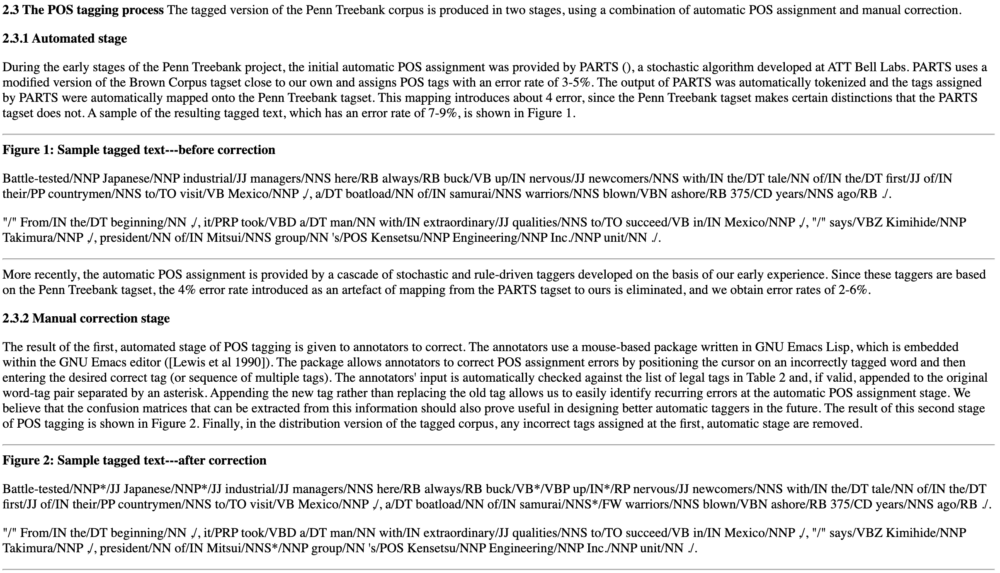 2.3 The POS tagging process The tagged version of the Penn Treebank corpus is produced in two stages, using a combination of automatic POS assignment and manual correction.
2.3.1 Automated stage
During the early stages of the Penn Treebank project, the initial automatic POS assignment was provided by PARTS (), a stochastic algorithm developed at ATT Bell Labs. PARTS uses a
modified version of the Brown Corpus tagset close to our own and assigns POS tags with an error rate of 3-5%. The output of PARTS was automatically tokenized and the tags assigned
by PARTS were automatically mapped onto the Penn Treebank tagset. This mapping introduces about 4 error, since the Penn Treebank tagset makes certain distinctions that the PARTS
tagset does not. A sample of the resulting tagged text, which has an error rate of 7-9%, is shown in Figure 1.
Figure 1: Sample tagged text---before correction
Battle-tested/NNP Japanese/NNP industrial/JJ managers/NNS here/RB always/RB buck/VB up/IN nervous/JJ newcomers/NNS with/IN the/DT tale/NN of/IN the/DT first/JJ of/IN
their/PP countrymen/NNS to/TO visit/VB Mexico/NNP ,/, a/DT boatload/NN of/IN samurai/NNS warriors/NNS blown/VBN ashore/RB 375/CD years/NNS ago/RB ./.
"/" From/IN the/DT beginning/NN ,/, it/PRP took/VBD a/DT man/NN with/IN extraordinary/JJ qualities/NNS to/TO succeed/VB in/IN Mexico/NNP ,/, "/" says/VBZ Kimihide/NNP
Takimura/NNP ,/, president/NN of/IN Mitsui/NNS group/NN 's/POS Kensetsu/NNP Engineering/NNP Inc./NNP unit/NN ./.
More recently, the automatic POS assignment is provided by a cascade of stochastic and rule-driven taggers developed on the basis of our early experience. Since these taggers are based
on the Penn Treebank tagset, the 4% error rate introduced as an artefact of mapping from the PARTS tagset to ours is eliminated, and we obtain error rates of 2-6%.
2.3.2 Manual correction stage
The result of the first, automated stage of POS tagging is given to annotators to correct. The annotators use a mouse-based package written in GNU Emacs Lisp, which is embedded
within the GNU Emacs editor ([Lewis et al 1990]). The package allows annotators to correct POS assignment errors by positioning the cursor on an incorrectly tagged word and then
entering the desired correct tag (or sequence of multiple tags). The annotators' input is automatically checked against the list of legal tags in Table 2 and, if valid, appended to the original
word-tag pair separated by an asterisk. Appending the new tag rather than replacing the old tag allows us to easily identify recurring errors at the automatic POS assignment stage. We
believe that the confusion matrices that can be extracted from this information should also prove useful in designing better automatic taggers in the future. The result of this second stage
of POS tagging is shown in Figure 2. Finally, in the distribution version of the tagged corpus, any incorrect tags assigned at the first, automatic stage are removed.
Figure 2: Sample tagged text---after correction
Battle-tested/NNP*/JJ Japanese/NNP*/JJ industrial/JJ managers/NNS here/RB always/RB buck/VB*/VBP up/IN*/RP nervous/JJ newcomers/NNS with/IN the/DT tale/NN of/IN the/DT
first/JJ of/IN their/PP countrymen/NNS to/TO visit/VB Mexico/NNP ,/, a/DT boatload/NN of/IN samurai/NNS*/FW warriors/NNS blown/VBN ashore/RB 375/CD years/NNS ago/RB ./.
"/" From/IN the/DT beginning/NN ,/, it/PRP took/VBD a/DT man/NN with/IN extraordinary/JJ qualities/NNS to/TO succeed/VB in/IN Mexico/NNP ,/, "/" says/VBZ Kimihide/NNP
Takimura/NNP ,/, president/NN of/IN Mitsui/NNS*/NNP group/NN 's/POS Kensetsu/NNP Engineering/NNP Inc./NNP unit/NN ./.